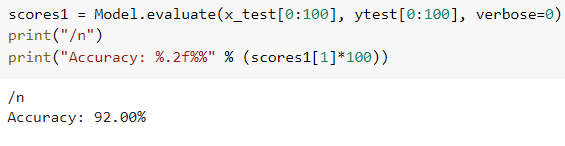 scores1 = Model.evaluate(x_test[0:100], ytest[0:100], verbose=0)
print("/n")
print("Accuracy: %.2f%%" % (scores1[1]*100))
/n
Accuracy: 92.00%